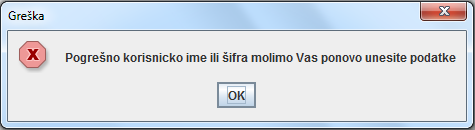 Greška
Pogrešno korisnicko ime ili šifra molimo Vas ponovo unesite podatke
OK